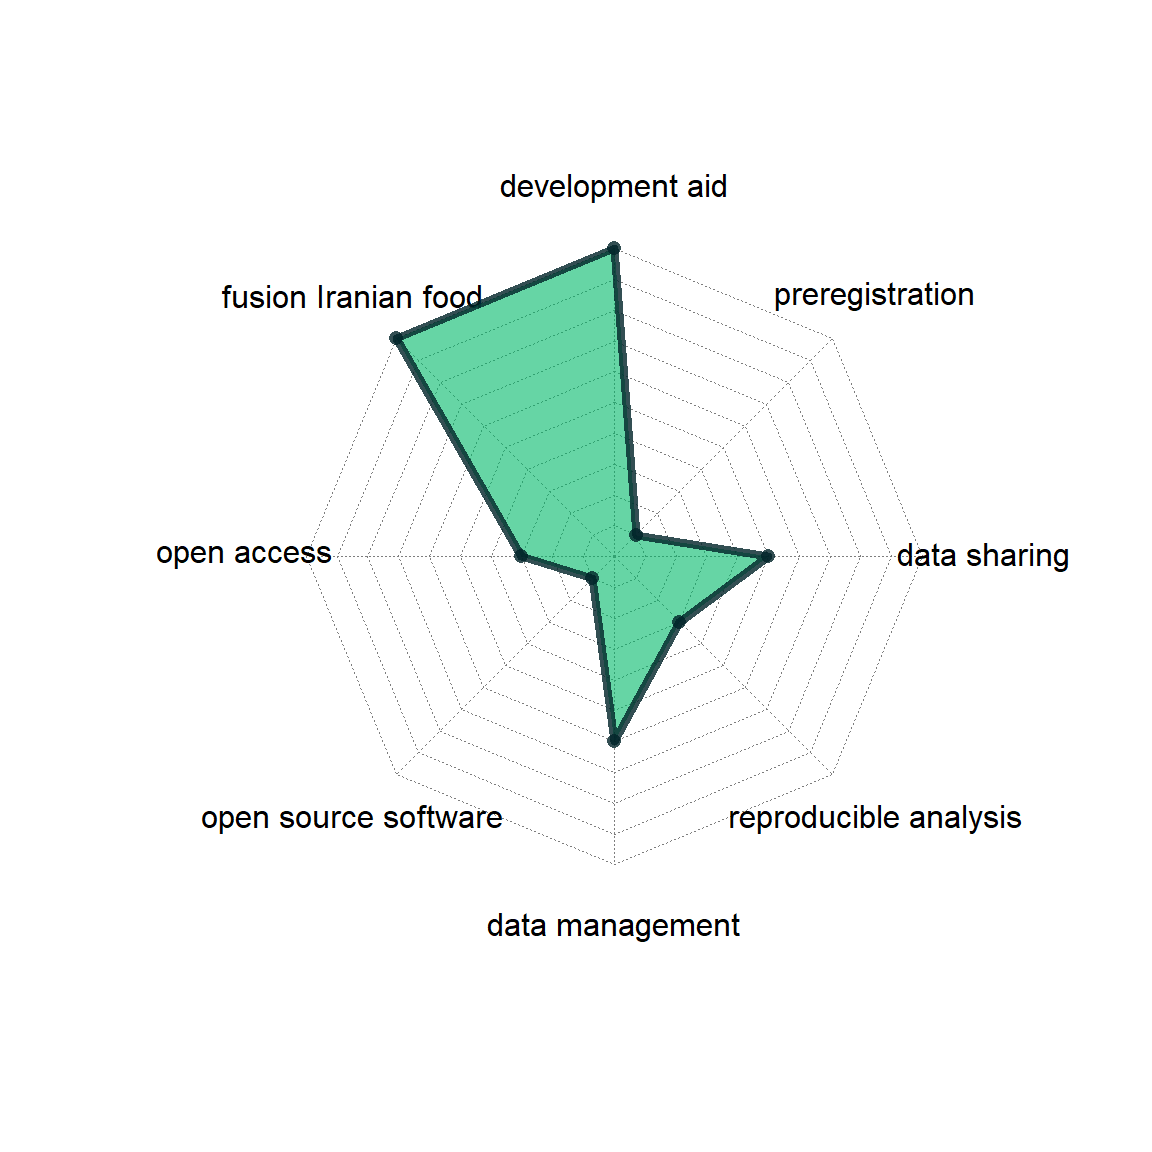 development aid
preregistration
fusion Iranian food
open access
data sharing
open source software
reproducible analysis
data management